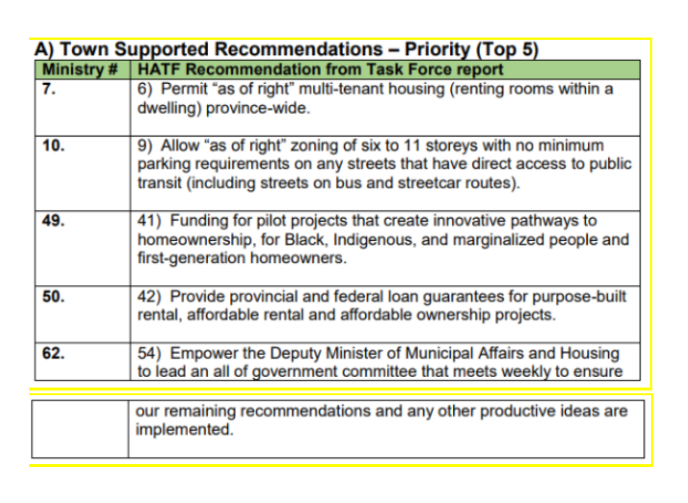 A) Town Supported Recommendations – Priority (Top 5)
Ministry # HATF Recommendation from Task Force report
7. 6) Permit “as of right” multi-tenant housing (renting rooms within a
dwelling) province-wide.
10. 9) Allow “as of right” zoning of six to 11 storeys with no minimum
parking requirements on any streets that have direct access to public
transit (including streets on bus and streetcar routes).
49. 41) Funding for pilot projects that create innovative pathways to
homeownership, for Black, Indigenous, and marginalized people and
first-generation homeowners.
50. 42) Provide provincial and federal loan guarantees for purpose-built
rental, affordable rental and affordable ownership projects.
62. 54) Empower the Deputy Minister of Municipal Affairs and Housing
to lead an all of government committee that meets weekly to ensure
our remaining recommendations and any other productive ideas are
implemented.